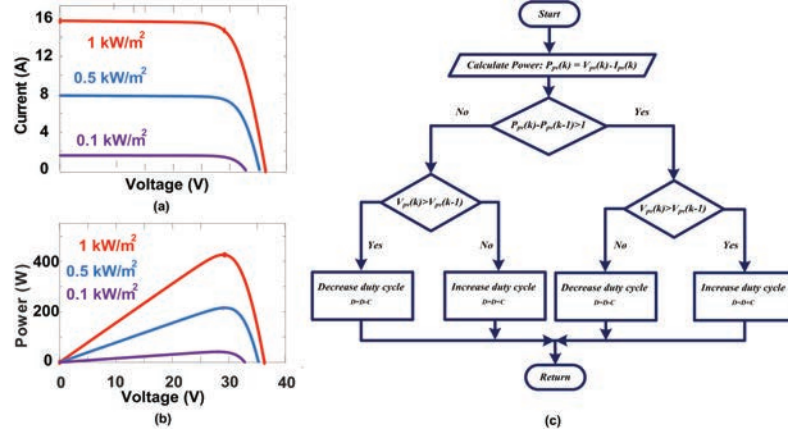 16
12
8
4
0
Current (A)
1 kW/m²
0.5 kW/m²
0.1 kW/m²
Voltage (V)
(a)
400
200
0
Power (W)
1 kW/m²
0.5 kW/m²
0.1 kW/m²
0 10 20 30 40
Voltage (V)
(b)
Start
Calculate Power: Ppv(k) = Vpv(k).Ipv(k)
No
Ppv(k)-Ppv(k-1)>1
Yes
Vpv(k)>Vpv(k-1)
Vpv(k)>Vpv(k-1)
Yes
No
No
Yes
Decrease duty cycle
D=D-C
Increase duty cycle
D=D+C
Decrease duty cycle
D=D-C
Increase duty cycle
D=D+C
Return
(c)